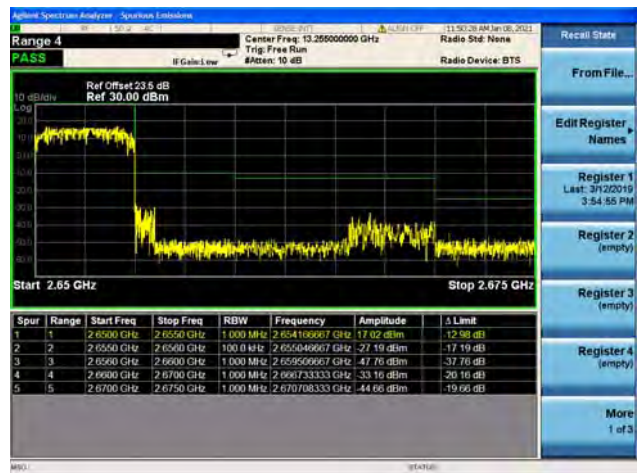 Agilent Spectrum Analyzer - Spurious Emissions
RF 50 Ω AC SENSE:INT ALIGN OFF 11:50:28 AM Jan 08, 2021
Range 4
Center Freq: 13.255000000 GHz
Radio Std: None
PASS
Trig: Free Run
IFGain:Low
#Atten: 10 dB
Radio Device: BTS
Ref Offset 23.5 dB
10 dB/div
Ref 30.00 dBm
Log
Start 2.65 GHz
Stop 2.675 GHz
Spur Range Start Freq Stop Freq RBW Frequency Amplitude Δ Limit
1 1 2.6500 GHz 2.6550 GHz 1.000 MHz 2.654166667 GHz 17.02 dBm -12.98 dB
2 2 2.6550 GHz 2.6560 GHz 100.0 kHz 2.655046667 GHz -27.19 dBm -17.19 dB
3 3 2.6560 GHz 2.6600 GHz 1.000 MHz 2.659506667 GHz -47.76 dBm -37.76 dB
4 4 2.6600 GHz 2.6700 GHz 1.000 MHz 2.666733333 GHz -33.16 dBm -20.16 dB
5 5 2.6700 GHz 2.6750 GHz 1.000 MHz 2.670708333 GHz -44.66 dBm -19.66 dB
MSG
STATUS
Recall State
From File...
Edit Register
Names
Register 1
Last: 3/12/2019
3:54:55 PM
Register 2
(empty)
Register 3
(empty)
Register 4
(empty)
More
1 of 3